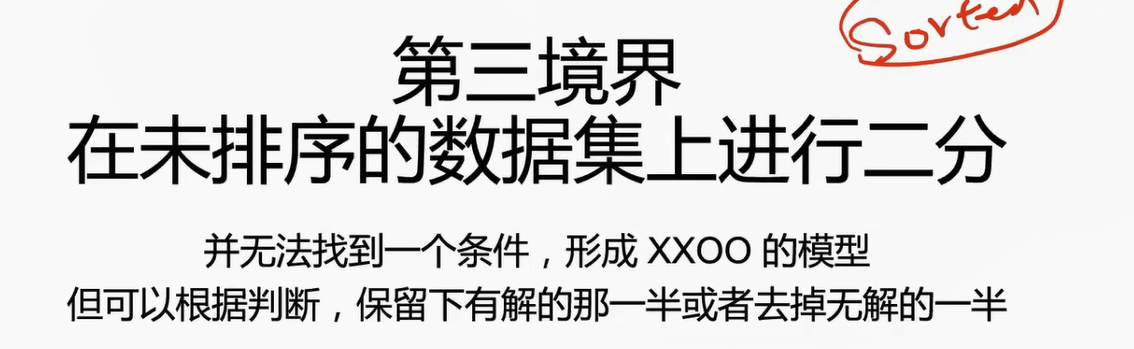 Sorted
第三境界
在未排序的数据集上进行二分
并无法找到一个条件，形成 XXOO 的模型
但可以根据判断，保留下有解的那一半或者去掉无解的一半